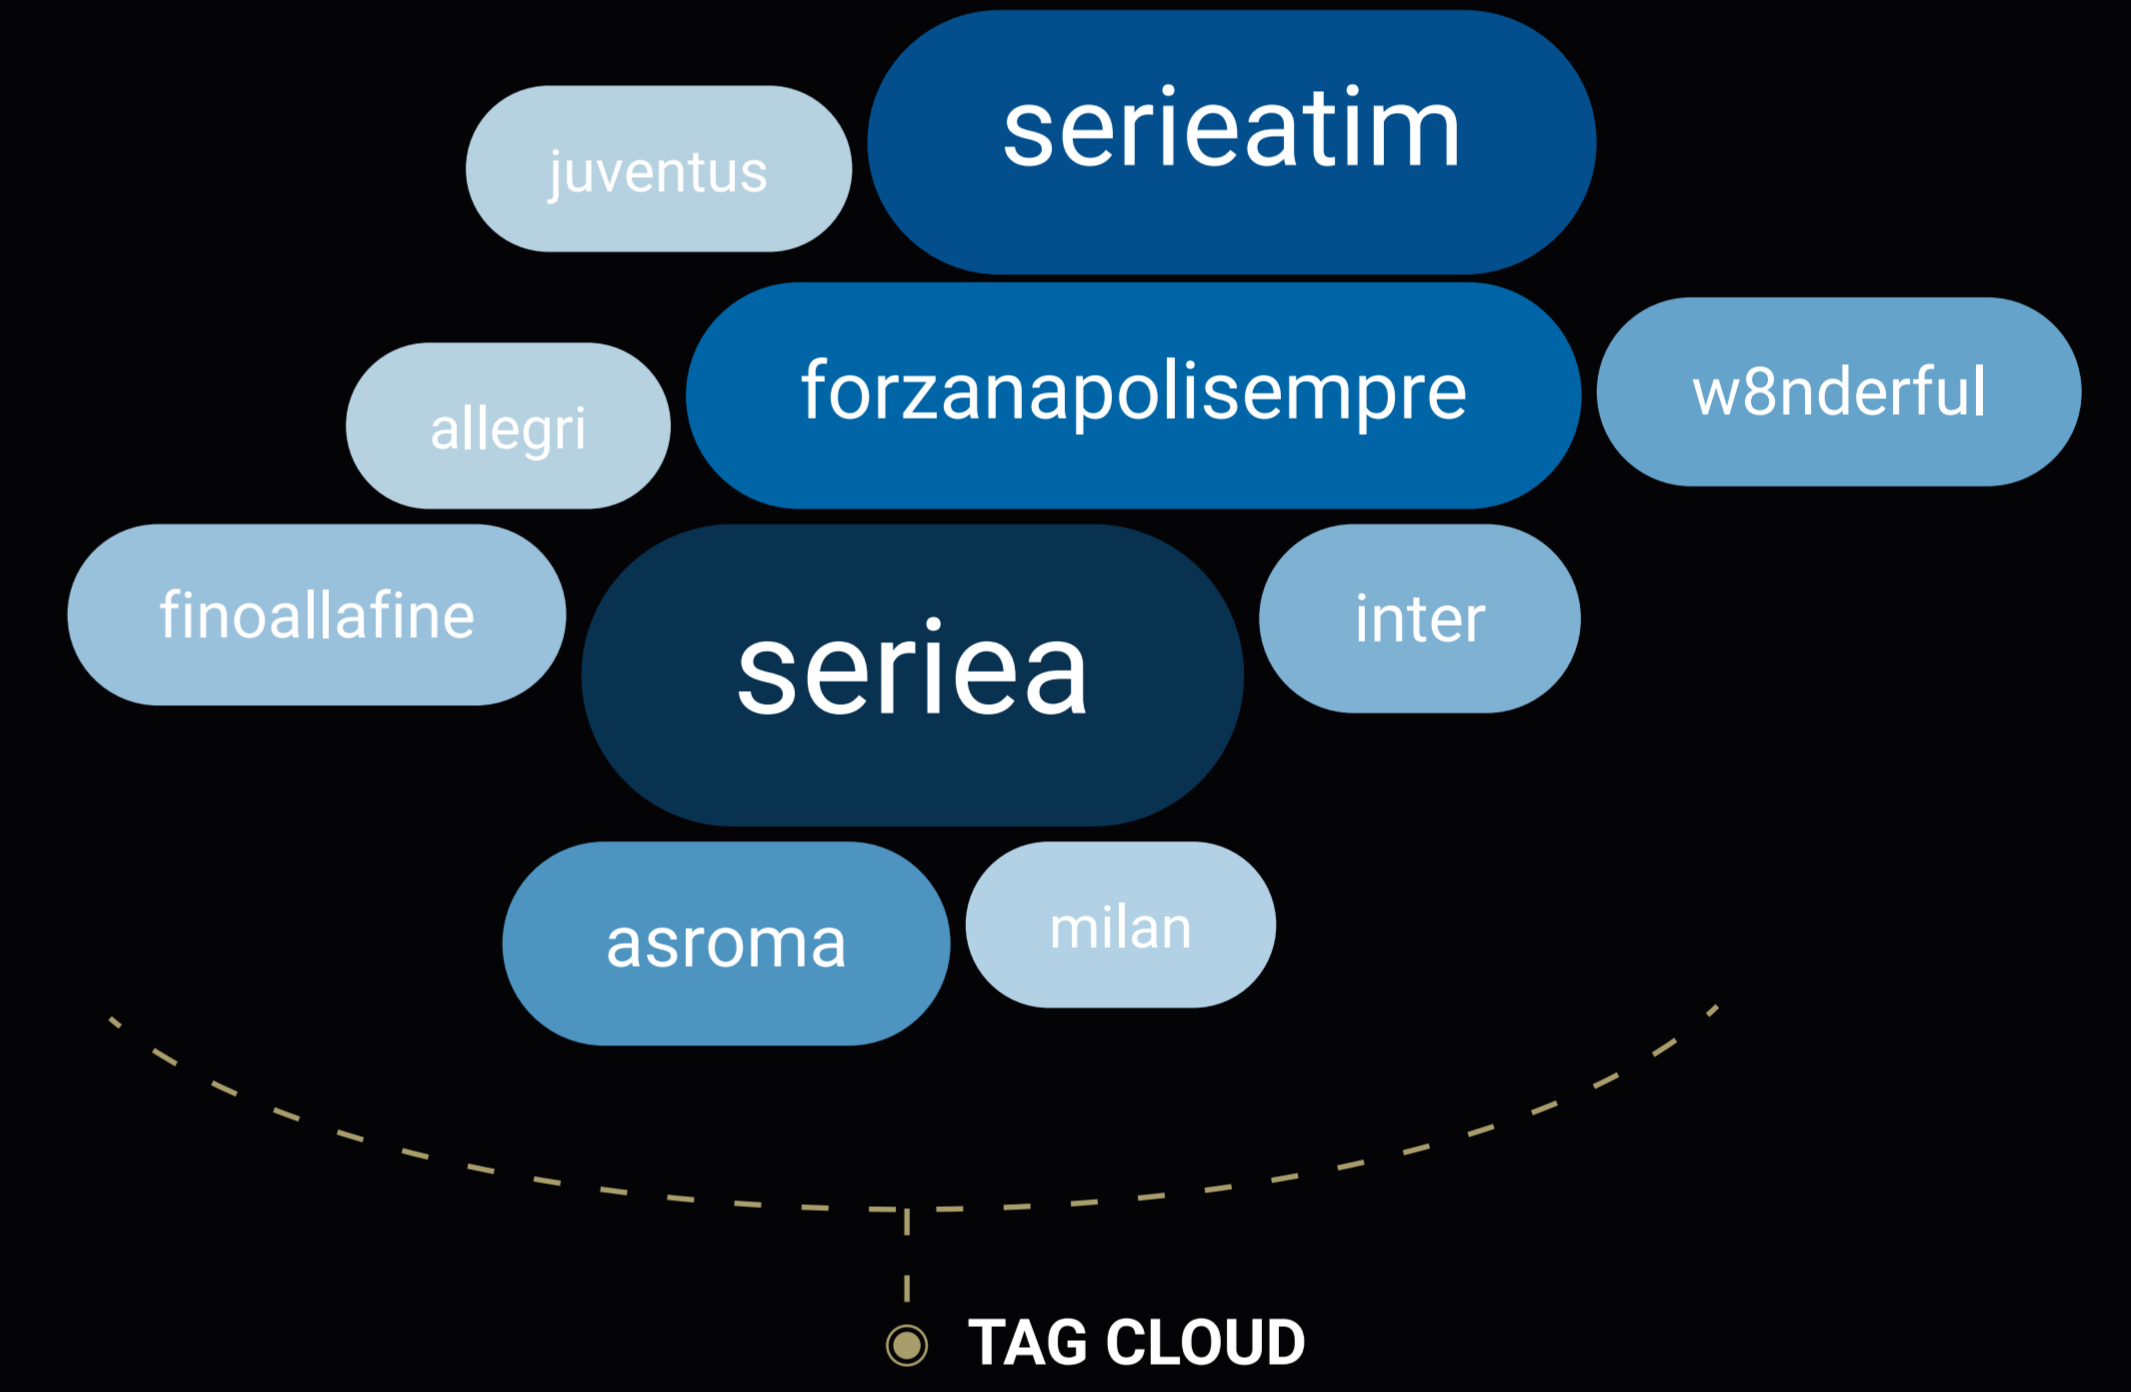 serieatim
juventus
forzanapolisempre
w8nderful
allegri
finoallafine
seriea
inter
asroma
milan
TAG CLOUD